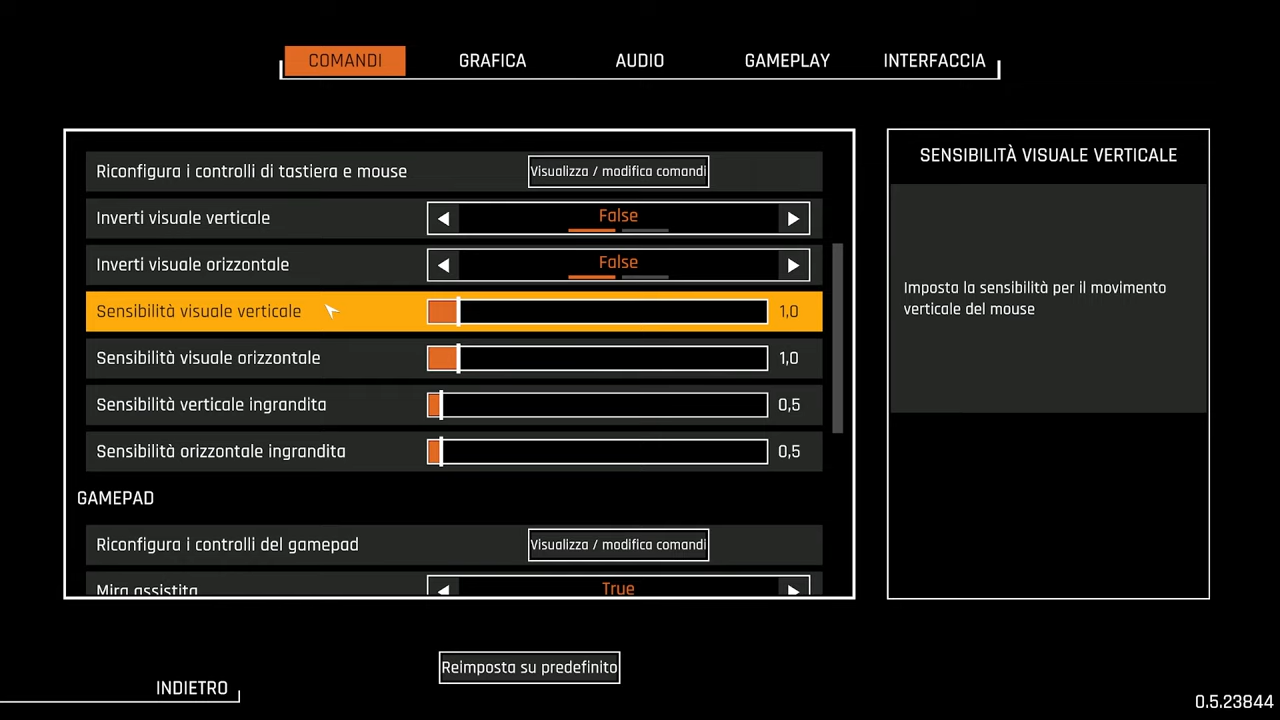 COMANDI
GRAFICA
AUDIO
GAMEPLAY
INTERFACCIA
Riconfigura i controlli di tastiera e mouse
Visualizza / modifica comandi
Inverti visuale verticale
False
Inverti visuale orizzontale
False
Sensibilità visuale verticale
1,0
Sensibilità visuale orizzontale
1,0
Sensibilità verticale ingrandita
0,5
Sensibilità orizzontale ingrandita
0,5
GAMEPAD
Riconfigura i controlli del gamepad
Visualizza / modifica comandi
Mira assistita
True
SENSIBILITÀ VISUALE VERTICALE
Imposta la sensibilità per il movimento
verticale del mouse
Reimposta su predefinito
INDIETRO
0.5.23844